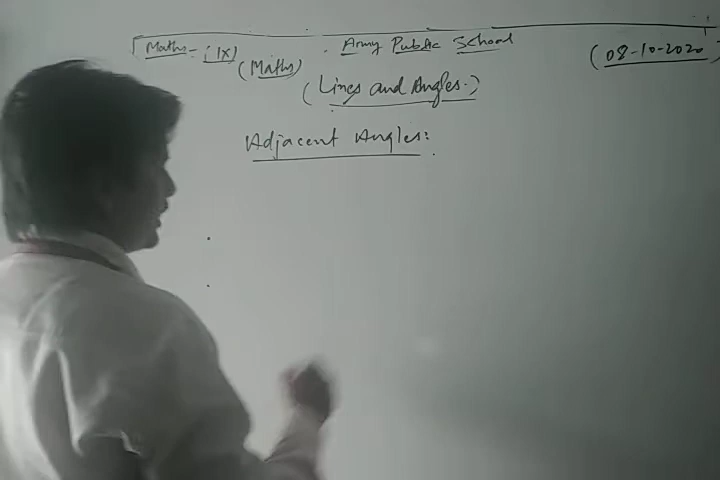 Maths - (IX) Army Public School (08-10-2020)
(Maths)
(Lines and Angles.)
Adjacent Angles: